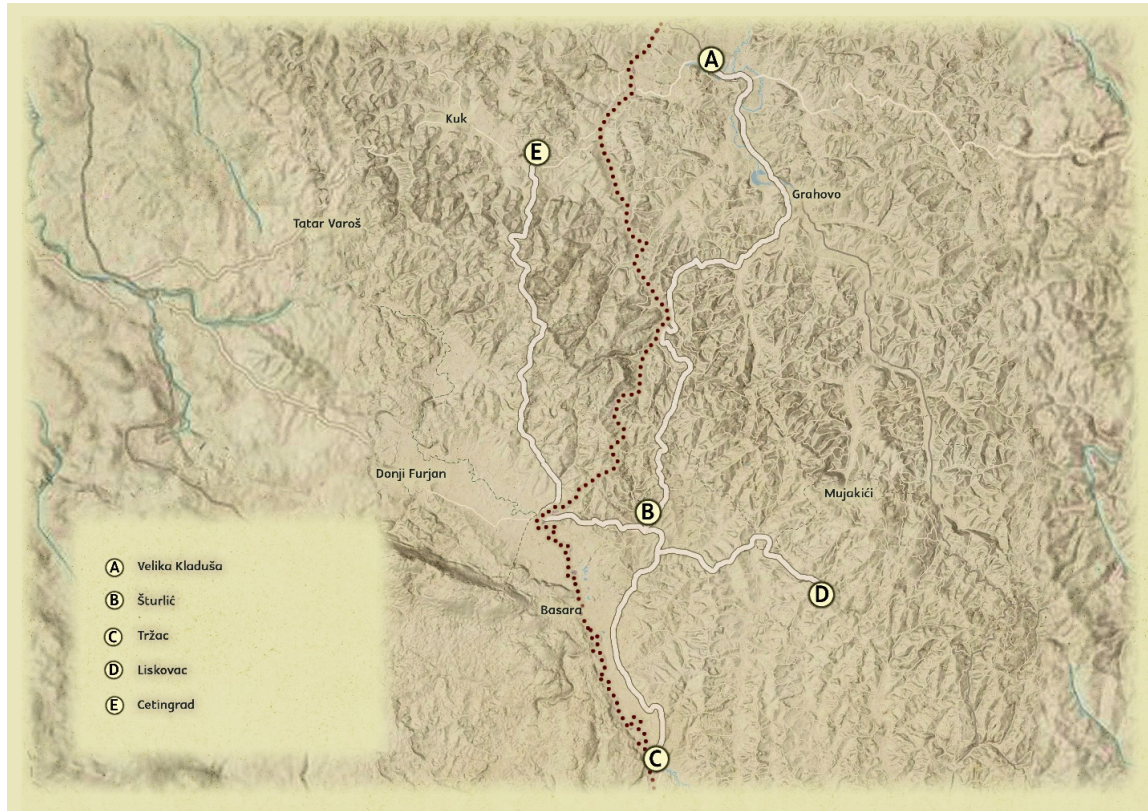 A
Kuk
E
Grahovo
Tatar Varoš
Donji Furjan
Mujakići
B
D
Basara
C
A Velika Kladuša
B Šturlić
C Tržac
D Liskovac
E Cetingrad